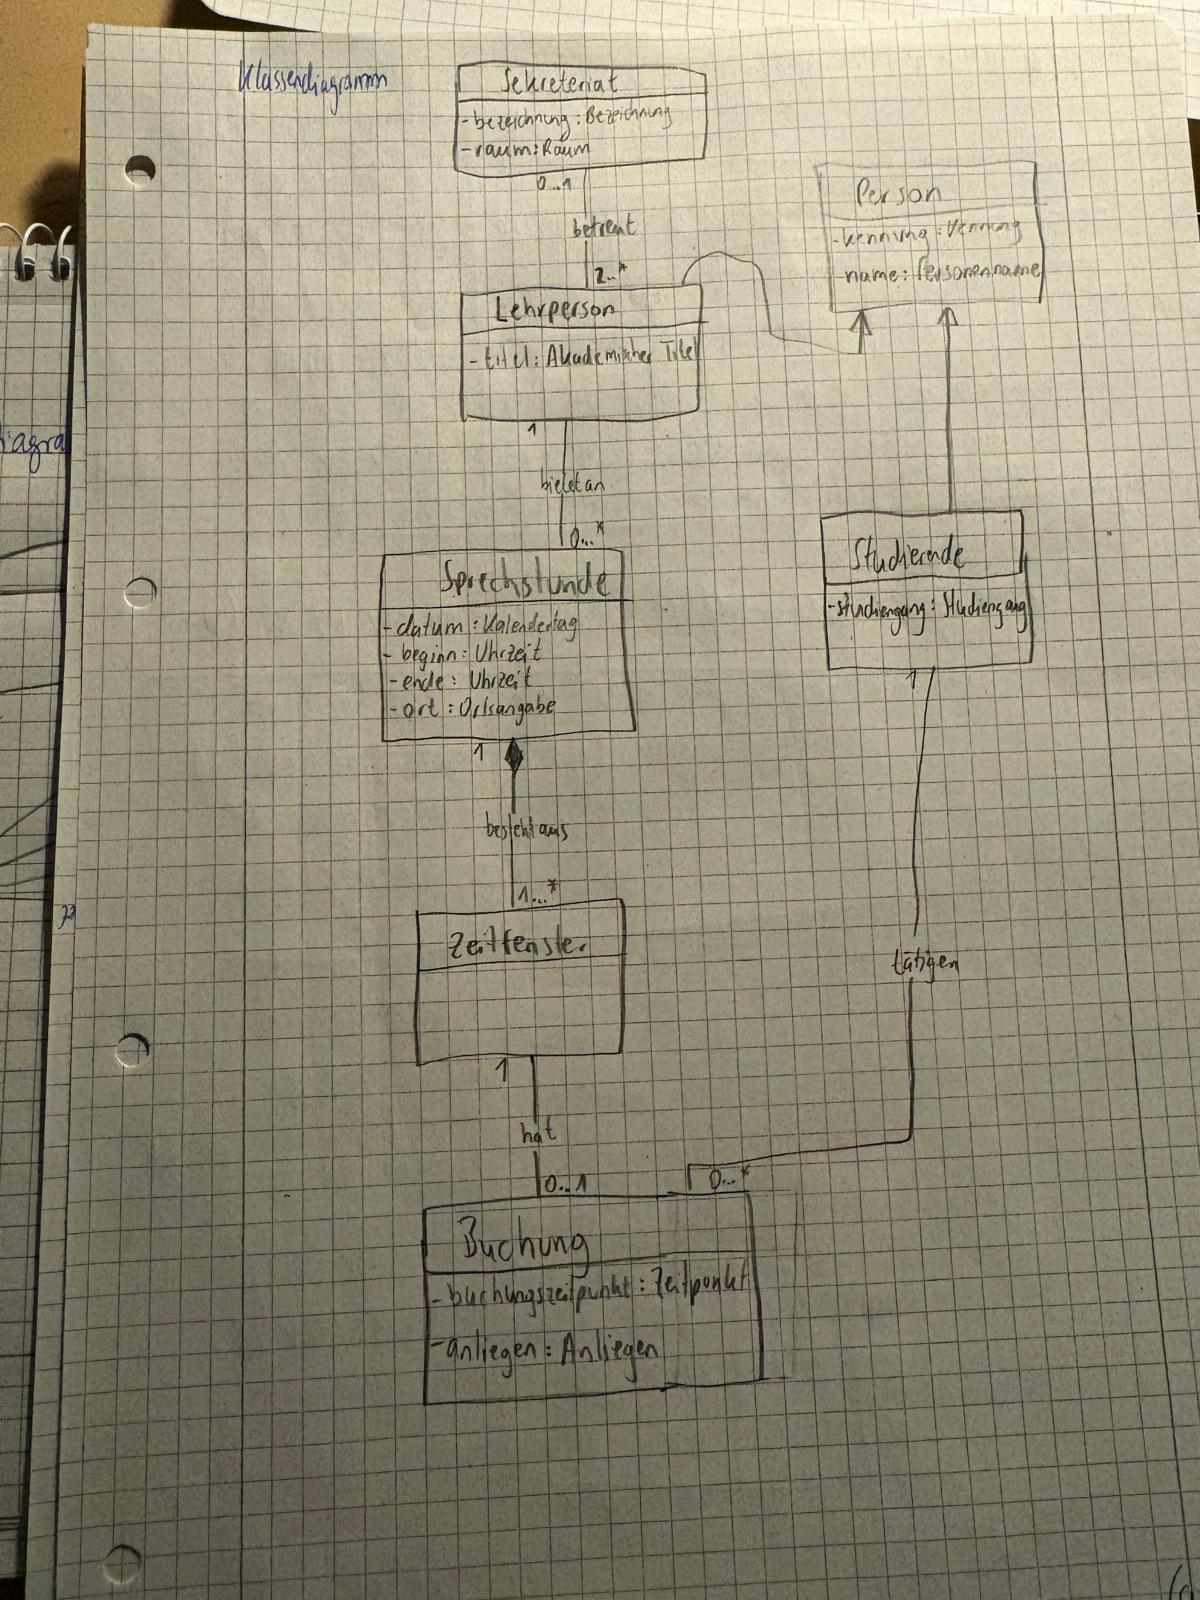 Klassendiagramm
Sekreteriat
- bezeichnung : Bezeichnung
- raum : Raum
0...1
betreut
2..*
Person
- kennung : Kennung
name : Personenname
Lehrperson
- titel : Akademischer Titel
1
bietet an
0...*
Sprechstunde
- datum : Kalendertag
- beginn : Uhrzeit
- ende : Uhrzeit
- ort : Ortsangabe
1
Studierende
- studiengang : Studiengang
1
besteht aus
1...*
Zeitfenster
1
tätigen
hat
0..1
0...*
Buchung
- buchungszeitpunkt : Zeitpunkt
- anliegen : Anliegen
iagra